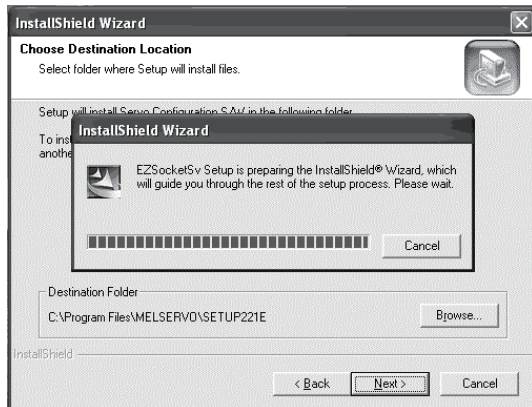 InstallShield Wizard
Choose Destination Location
Select folder where Setup will install files.
Setup will install Servo Configuration S/W in the following folder.
To ins
anothe
InstallShield Wizard
EZSocketSv Setup is preparing the InstallShield® Wizard, which
will guide you through the rest of the setup process. Please wait.
Cancel
Destination Folder
C:\Program Files\MELSERVO\SETUP221E
Browse...
InstallShield
< Back
Next >
Cancel